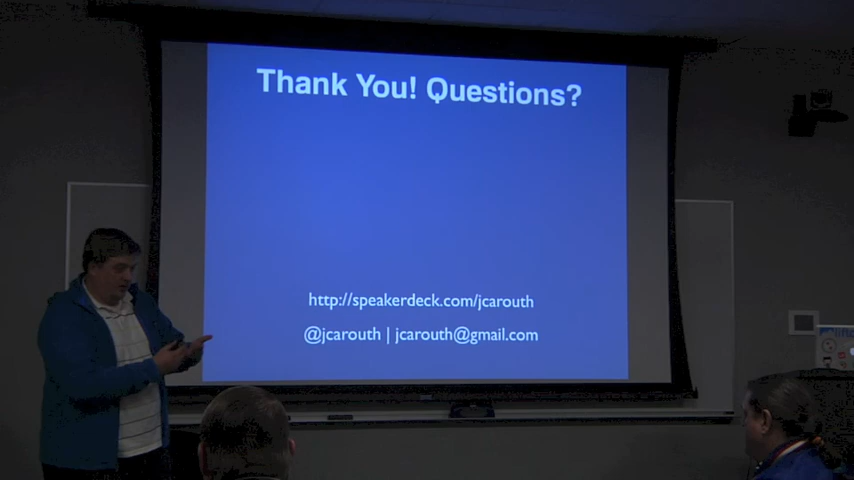 Thank You! Questions?
http://speakerdeck.com/jcarouth
@jcarouth | jcarouth@gmail.com